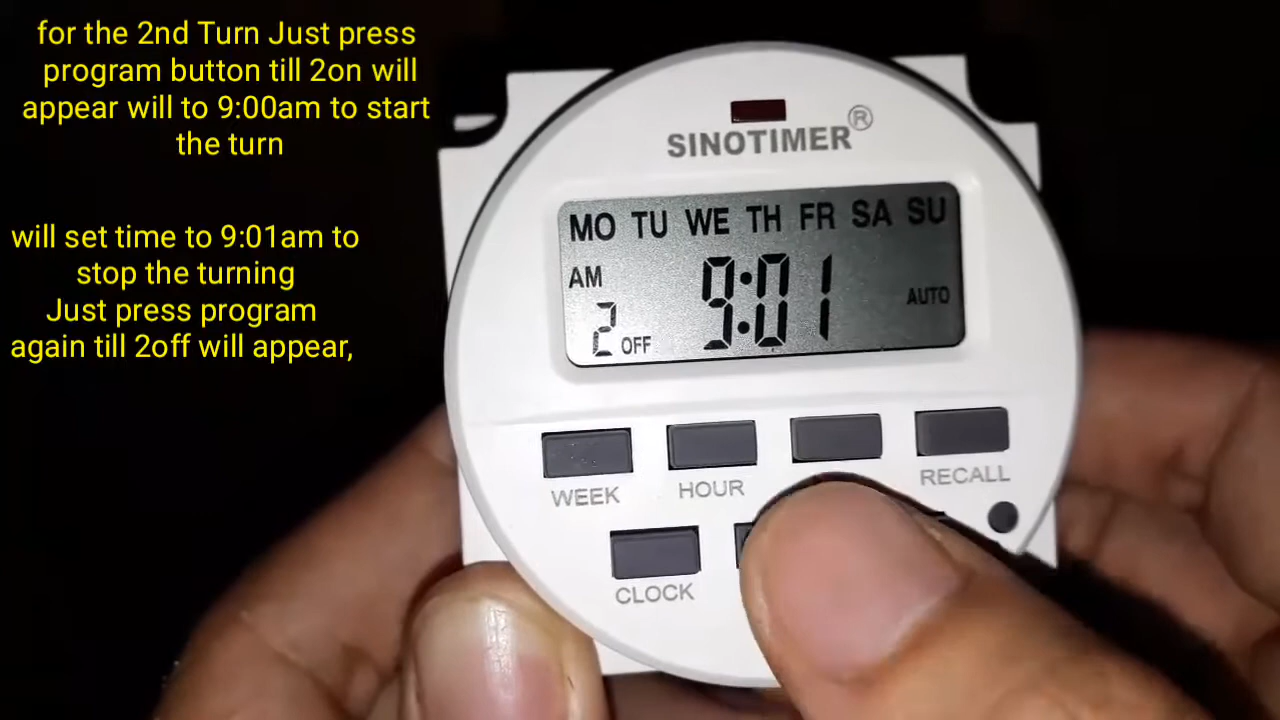 for the 2nd Turn Just press
program button till 2on will
appear will to 9:00am to start
the turn
will set time to 9:01am to
stop the turning
Just press program
again till 2off will appear,
SINOTIMER®
MO TU WE TH FR SA SU
AM
2 OFF 9:01 AUTO
WEEK HOUR RECALL
CLOCK